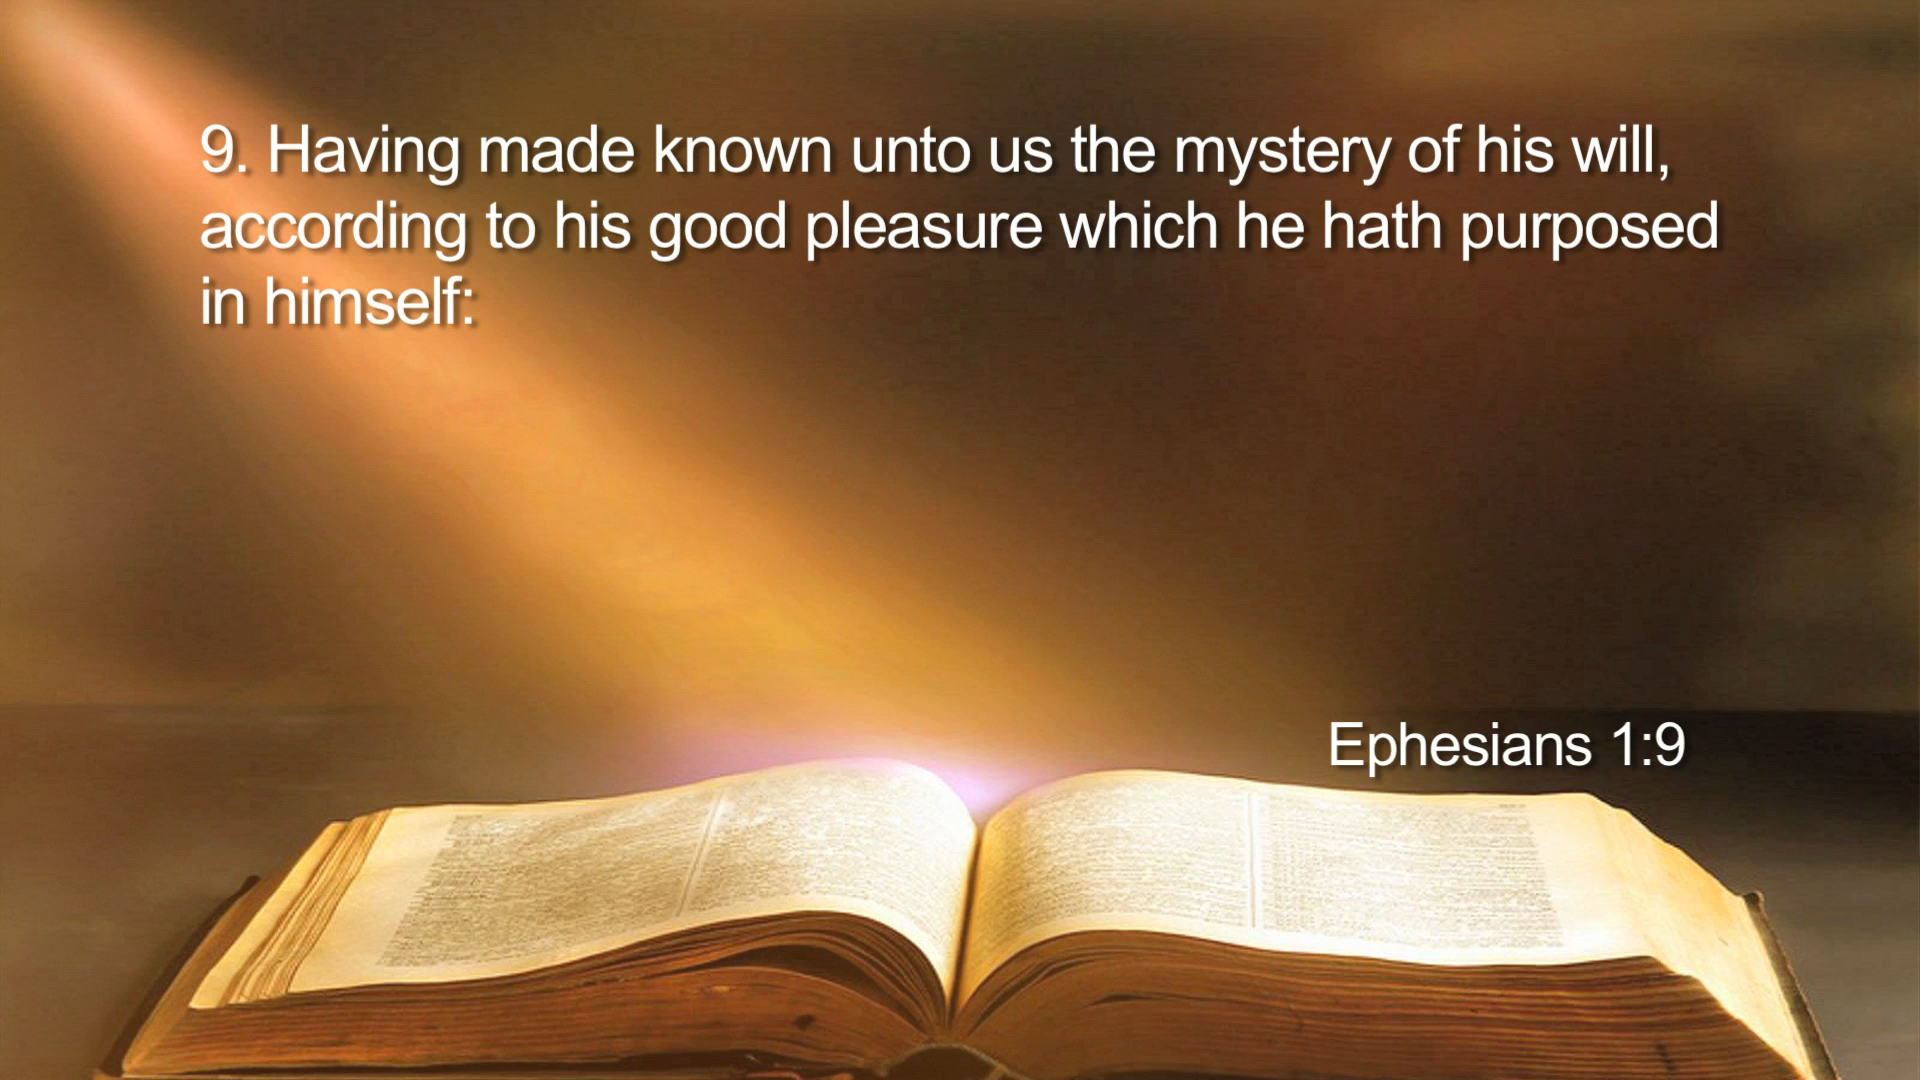 9. Having made known unto us the mystery of his will,
according to his good pleasure which he hath purposed
in himself:
Ephesians 1:9